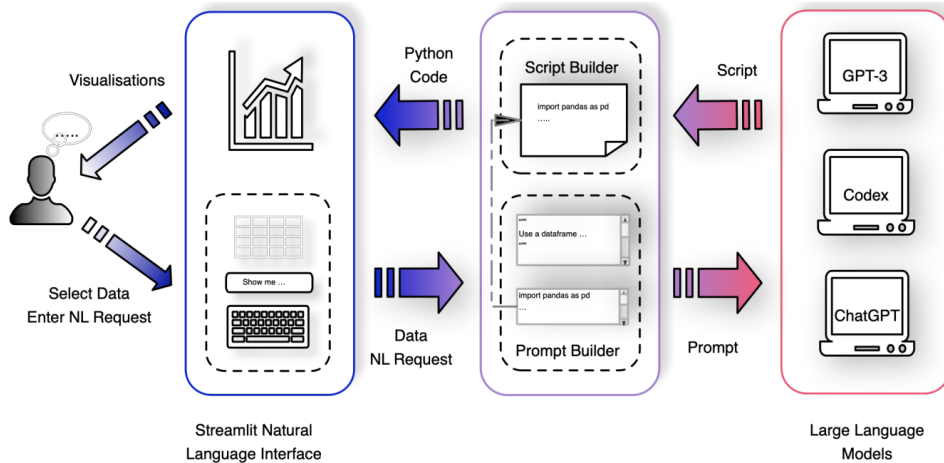 Visualisations
.....
Select Data
Enter NL Request
Show me ...
Streamlit Natural
Language Interface
Python
Code
Data
NL Request
Script Builder
import pandas as pd
.....
"""
Use a dataframe ...
"""
import pandas as pd
...
Prompt Builder
Script
Prompt
GPT-3
Codex
ChatGPT
Large Language
Models